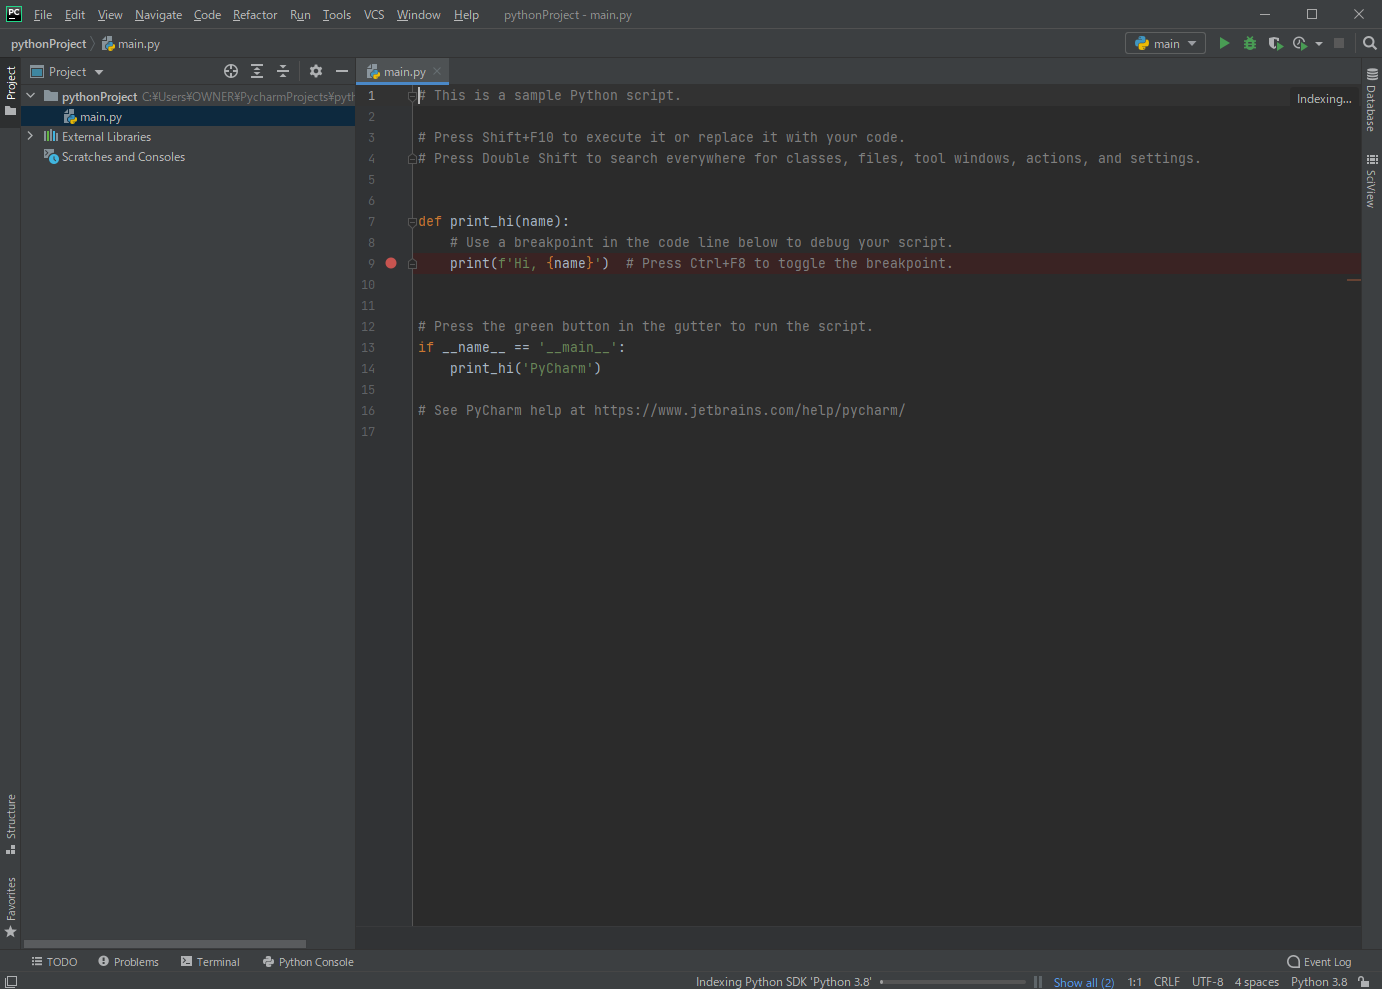 PC File Edit View Navigate Code Refactor Run Tools VCS Window Help pythonProject - main.py
pythonProject main.py main
Project
Project
main.py
pythonProject C:¥Users¥OWNER¥PycharmProjects¥pyth
main.py
External Libraries
Scratches and Consoles
1 # This is a sample Python script.
Indexing...
2
3 # Press Shift+F10 to execute it or replace it with your code.
4 # Press Double Shift to search everywhere for classes, files, tool windows, actions, and settings.
5
6
7 def print_hi(name):
8 # Use a breakpoint in the code line below to debug your script.
9 print(f'Hi, {name}') # Press Ctrl+F8 to toggle the breakpoint.
10
11
12 # Press the green button in the gutter to run the script.
13 if __name__ == '__main__':
14 print_hi('PyCharm')
15
16 # See PyCharm help at https://www.jetbrains.com/help/pycharm/
17
Database
SciView
Structure
Favorites
TODO Problems Terminal Python Console Event Log
Indexing Python SDK 'Python 3.8' Show all (2) 1:1 CRLF UTF-8 4 spaces Python 3.8